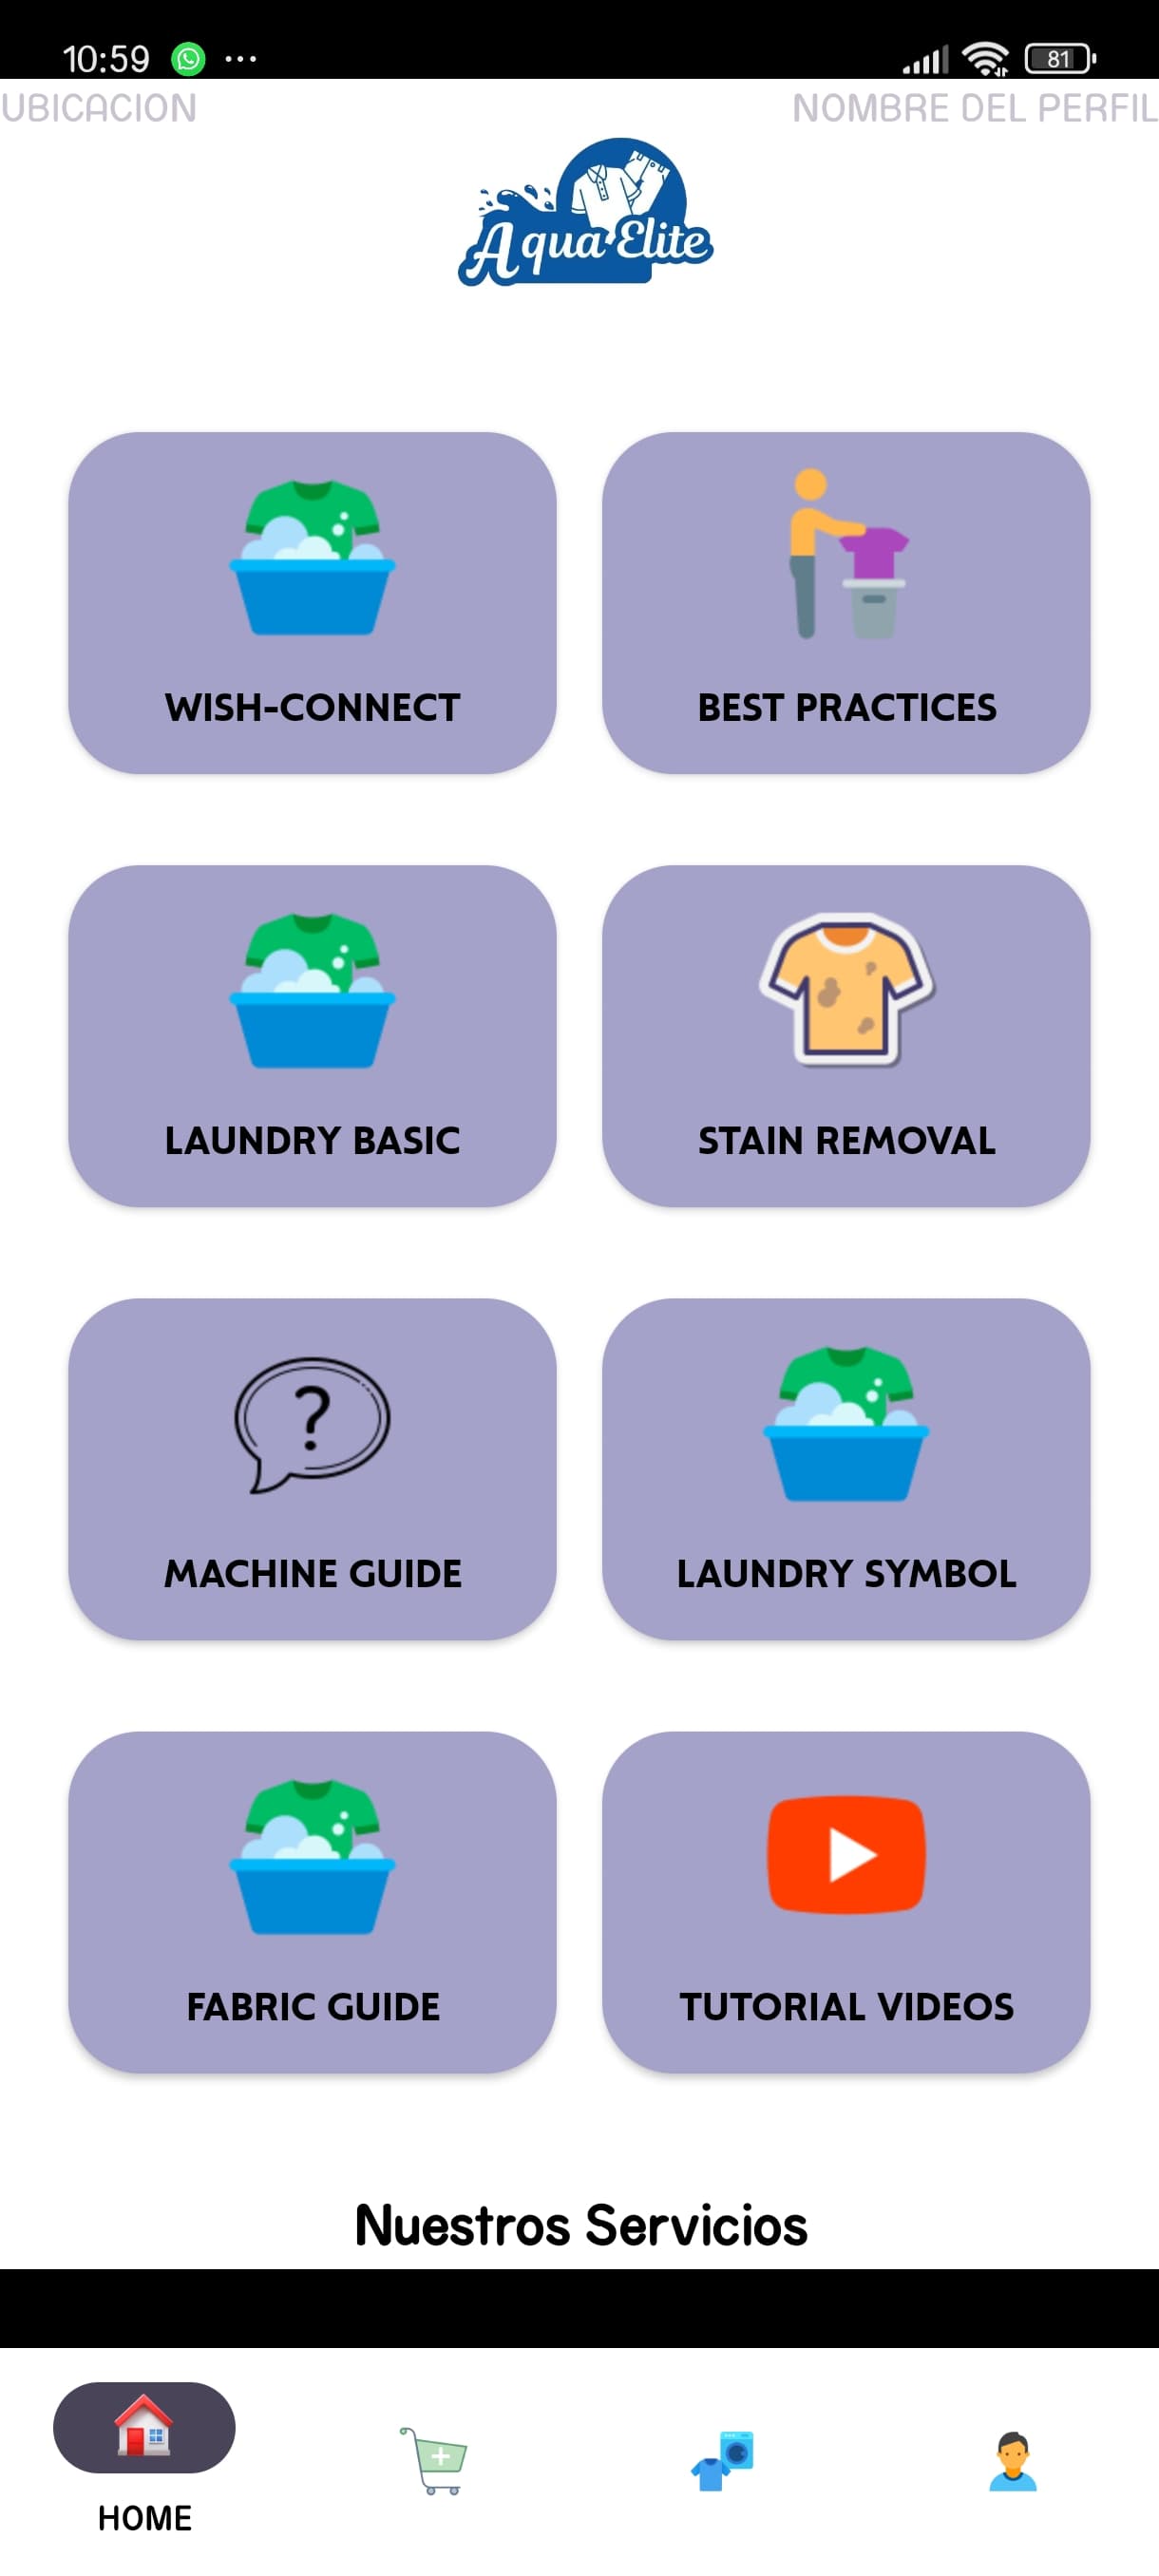 10:59 ... 81
UBICACION NOMBRE DEL PERFIL
Aqua Elite
WISH-CONNECT BEST PRACTICES
LAUNDRY BASIC STAIN REMOVAL
?
MACHINE GUIDE LAUNDRY SYMBOL
FABRIC GUIDE TUTORIAL VIDEOS
Nuestros Servicios
HOME